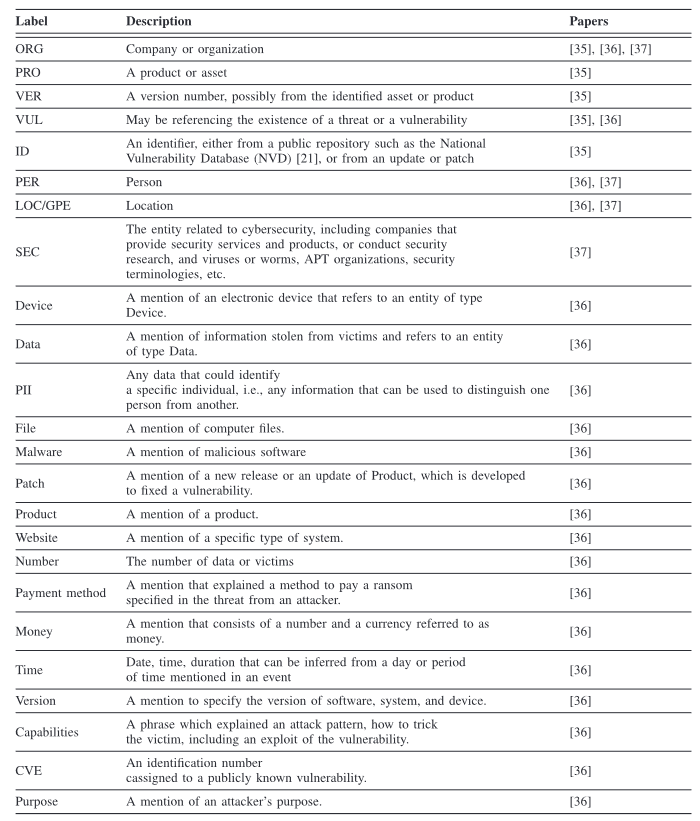 Label Description Papers
ORG Company or organization [35], [36], [37]
PRO A product or asset [35]
VER A version number, possibly from the identified asset or product [35]
VUL May be referencing the existence of a threat or a vulnerability [35], [36]
ID An identifier, either from a public repository such as the National
Vulnerability Database (NVD) [21], or from an update or patch [35]
PER Person [36], [37]
LOC/GPE Location [36], [37]
The entity related to cybersecurity, including companies that
provide security services and products, or conduct security
SEC research, and viruses or worms, APT organizations, security [37]
terminologies, etc.
Device A mention of an electronic device that refers to an entity of type [36]
Device.
Data A mention of information stolen from victims and refers to an entity [36]
of type Data.
Any data that could identify
PII a specific individual, i.e., any information that can be used to distinguish one [36]
person from another.
File A mention of computer files. [36]
Malware A mention of malicious software [36]
Patch A mention of a new release or an update of Product, which is developed [36]
to fixed a vulnerability.
Product A mention of a product. [36]
Website A mention of a specific type of system. [36]
Number The number of data or victims [36]
Payment method A mention that explained a method to pay a ransom [36]
specified in the threat from an attacker.
Money A mention that consists of a number and a currency referred to as [36]
money.
Time Date, time, duration that can be inferred from a day or period [36]
of time mentioned in an event
Version A mention to specify the version of software, system, and device. [36]
Capabilities A phrase which explained an attack pattern, how to trick [36]
the victim, including an exploit of the vulnerability.
CVE An identification number [36]
cassigned to a publicly known vulnerability.
Purpose A mention of an attacker's purpose. [36]